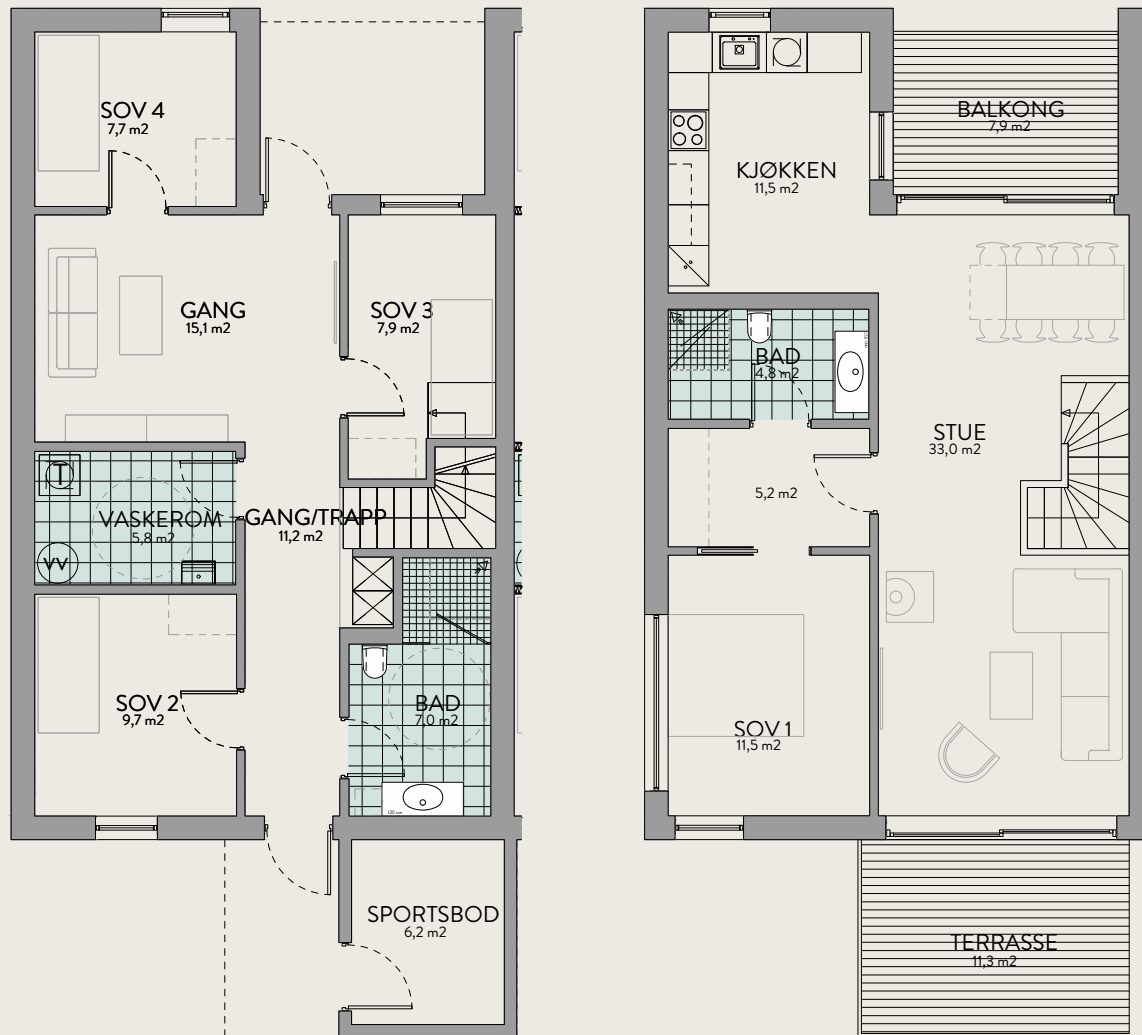 SOV 4
7,7 m2
GANG
15,1 m2
SOV 3
7,9 m2
T
VASKEROM
5,8 m2
VV
GANG/TRAPP
11,2 m2
SOV 2
9,7 m2
BAD
7,0 m2
120 cm
SPORTSBOD
6,2 m2
BALKONG
7,9 m2
KJØKKEN
11,5 m2
BAD
4,8 m2
STUE
33,0 m2
5,2 m2
SOV 1
11,5 m2
TERRASSE
11,3 m2